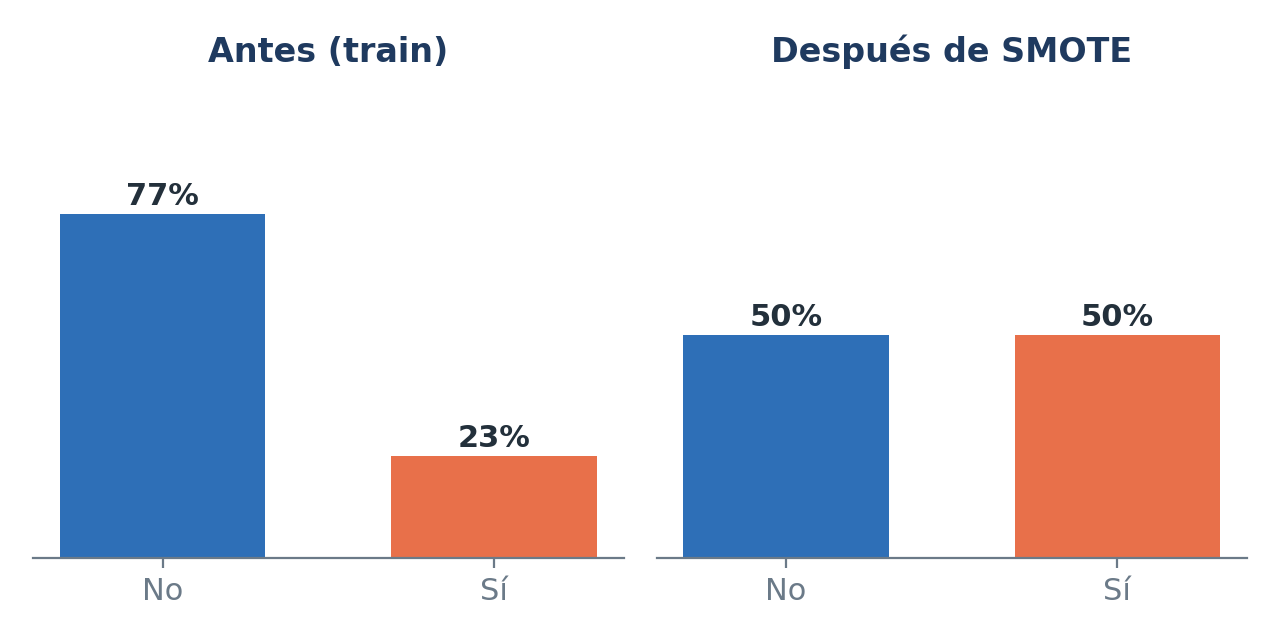 Antes (train)
77%
23%
No
Sí
Después de SMOTE
50%
50%
No
Sí